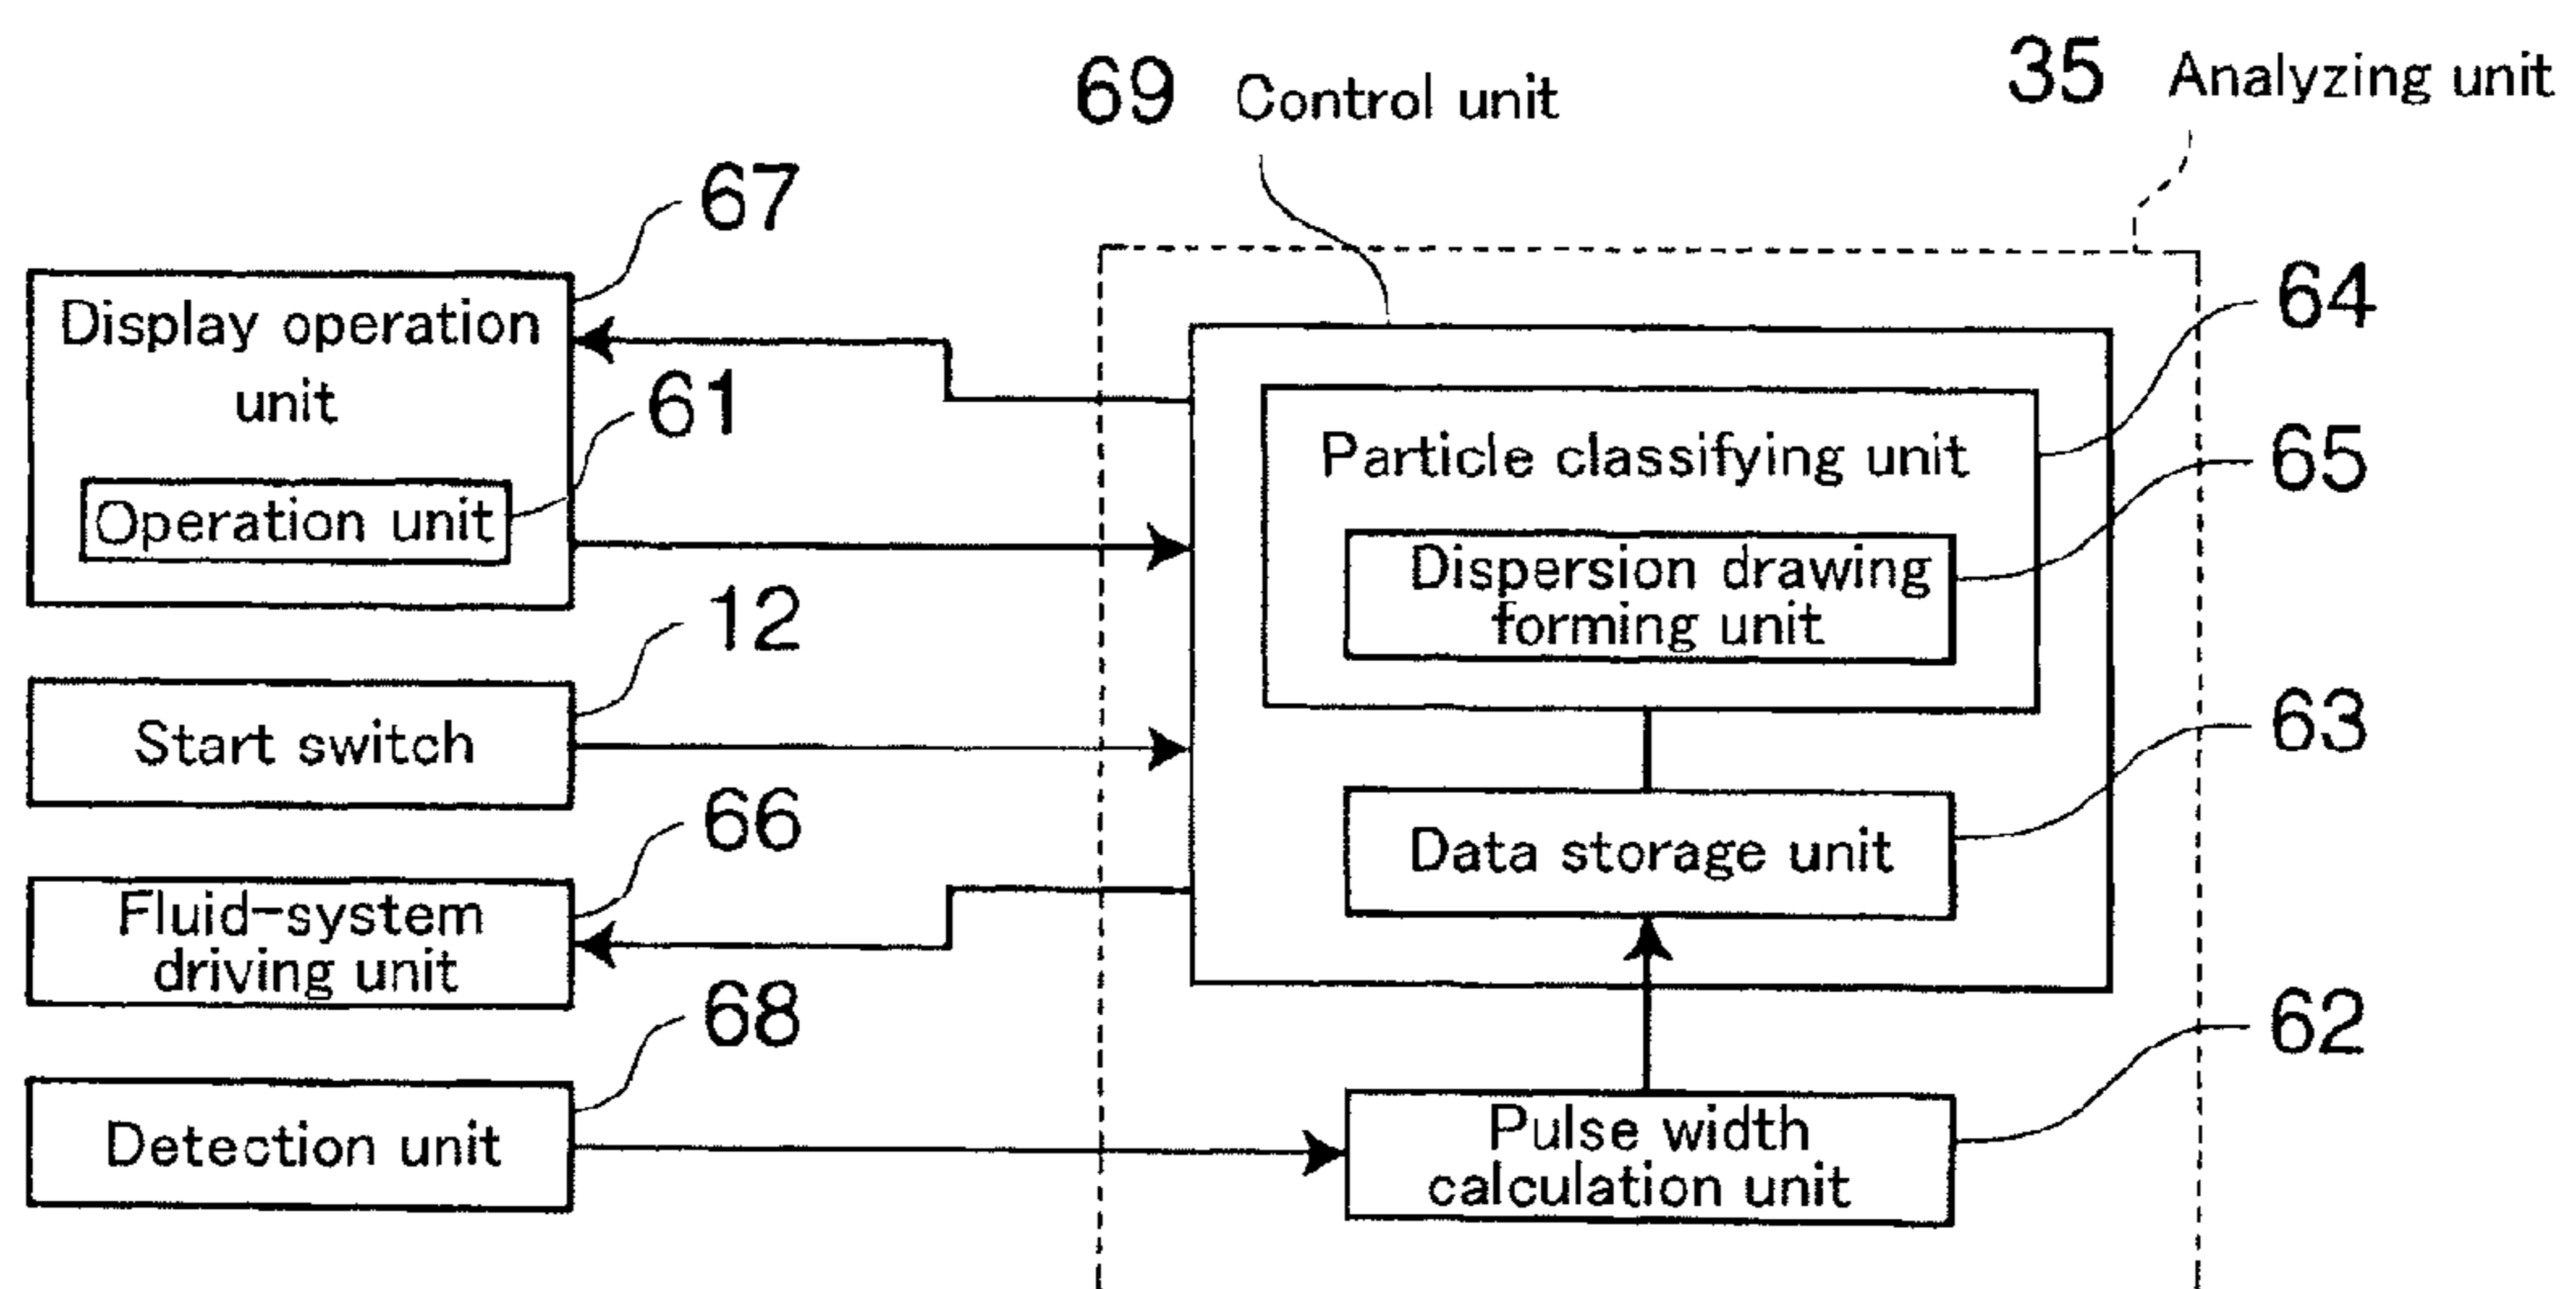 35 Analyzing unit
69 Control unit
67
Display operation
unit
61
Operation unit
12
Start switch
66
Fluid-system
driving unit
68
Detection unit
64
Particle classifying unit
65
Dispersion drawing
forming unit
63
Data storage unit
62
Pulse width
calculation unit